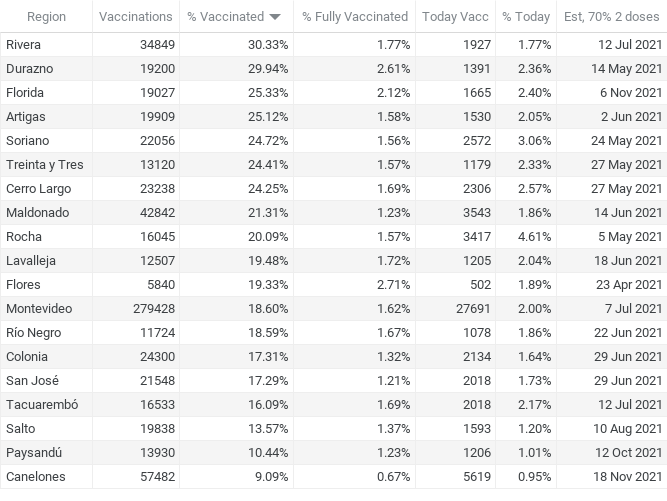 Region Vaccinations % Vaccinated % Fully Vaccinated Today Vacc % Today Est, 70% 2 doses
Rivera 34849 30.33% 1.77% 1927 1.77% 12 Jul 2021
Durazno 19200 29.94% 2.61% 1391 2.36% 14 May 2021
Florida 19027 25.33% 2.12% 1665 2.40% 6 Nov 2021
Artigas 19909 25.12% 1.58% 1530 2.05% 2 Jun 2021
Soriano 22056 24.72% 1.56% 2572 3.06% 24 May 2021
Treinta y Tres 13120 24.41% 1.57% 1179 2.33% 27 May 2021
Cerro Largo 23238 24.25% 1.69% 2306 2.57% 27 May 2021
Maldonado 42842 21.31% 1.23% 3543 1.86% 14 Jun 2021
Rocha 16045 20.09% 1.57% 3417 4.61% 5 May 2021
Lavalleja 12507 19.48% 1.72% 1205 2.04% 18 Jun 2021
Flores 5840 19.33% 2.71% 502 1.89% 23 Apr 2021
Montevideo 279428 18.60% 1.62% 27691 2.00% 7 Jul 2021
Río Negro 11724 18.59% 1.67% 1078 1.86% 22 Jun 2021
Colonia 24300 17.31% 1.32% 2134 1.64% 29 Jun 2021
San José 21548 17.29% 1.21% 2018 1.73% 29 Jun 2021
Tacuarembó 16533 16.09% 1.69% 2018 2.17% 12 Jul 2021
Salto 19838 13.57% 1.37% 1593 1.20% 10 Aug 2021
Paysandú 13930 10.44% 1.23% 1206 1.01% 12 Oct 2021
Canelones 57482 9.09% 0.67% 5619 0.95% 18 Nov 2021